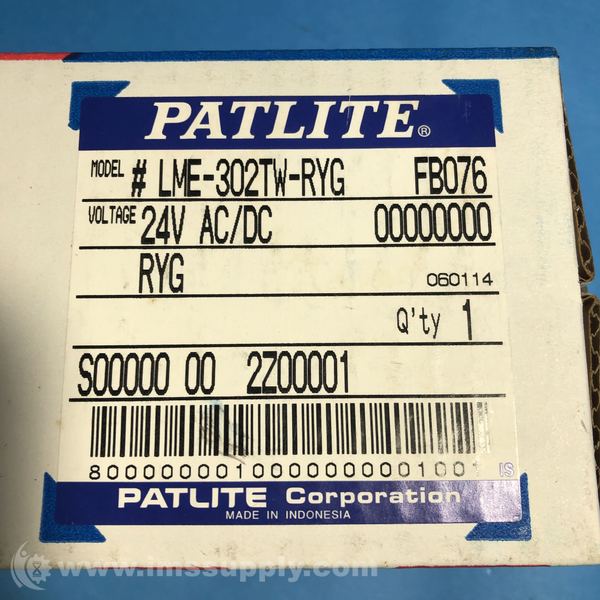 PATLITE®
MODEL # LME-302TW-RYG FB076
VOLTAGE 24V AC/DC 00000000
RYG 060114
Q'ty 1
S00000 00 2Z00001
8000000010000000001001 IS
PATLITE Corporation
MADE IN INDONESIA
www.imssupply.com